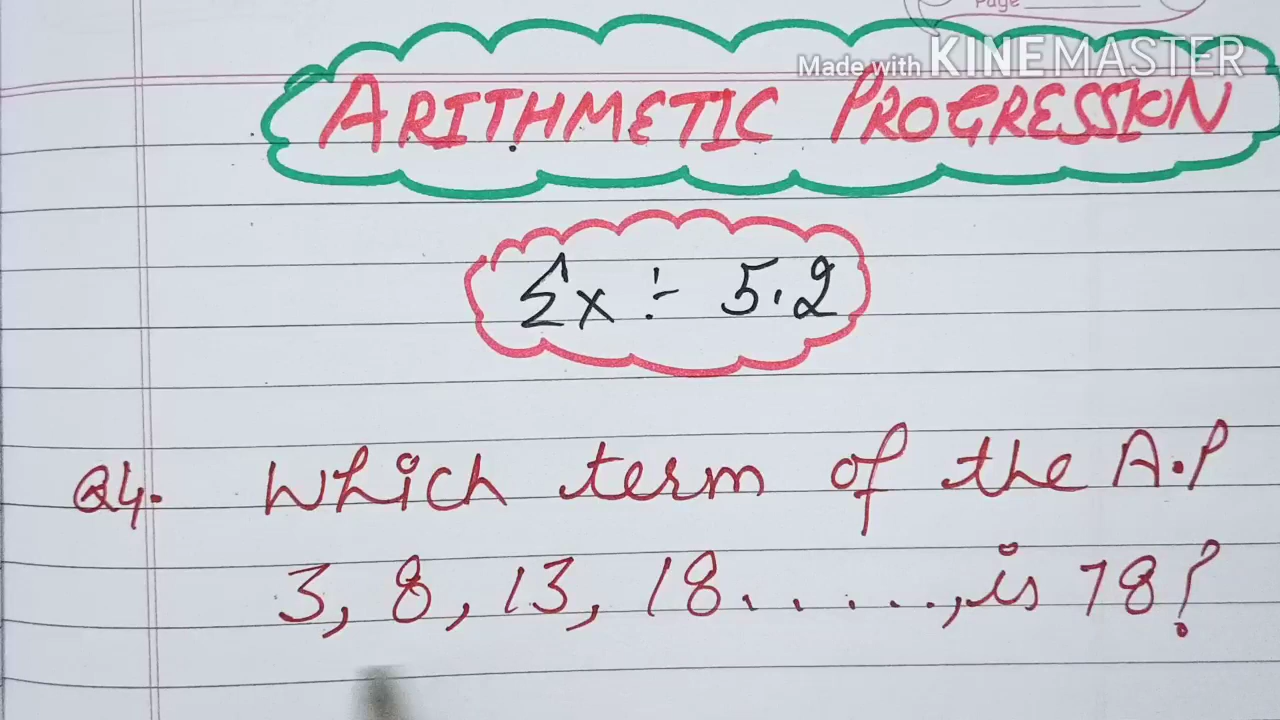 Page
Made with KINEMASTER
ARITHMETIC PROGRESSION
Ex ÷ 5.2
Q4. Which term of the A.P
3, 8, 13, 18. . . . . ., is 78?